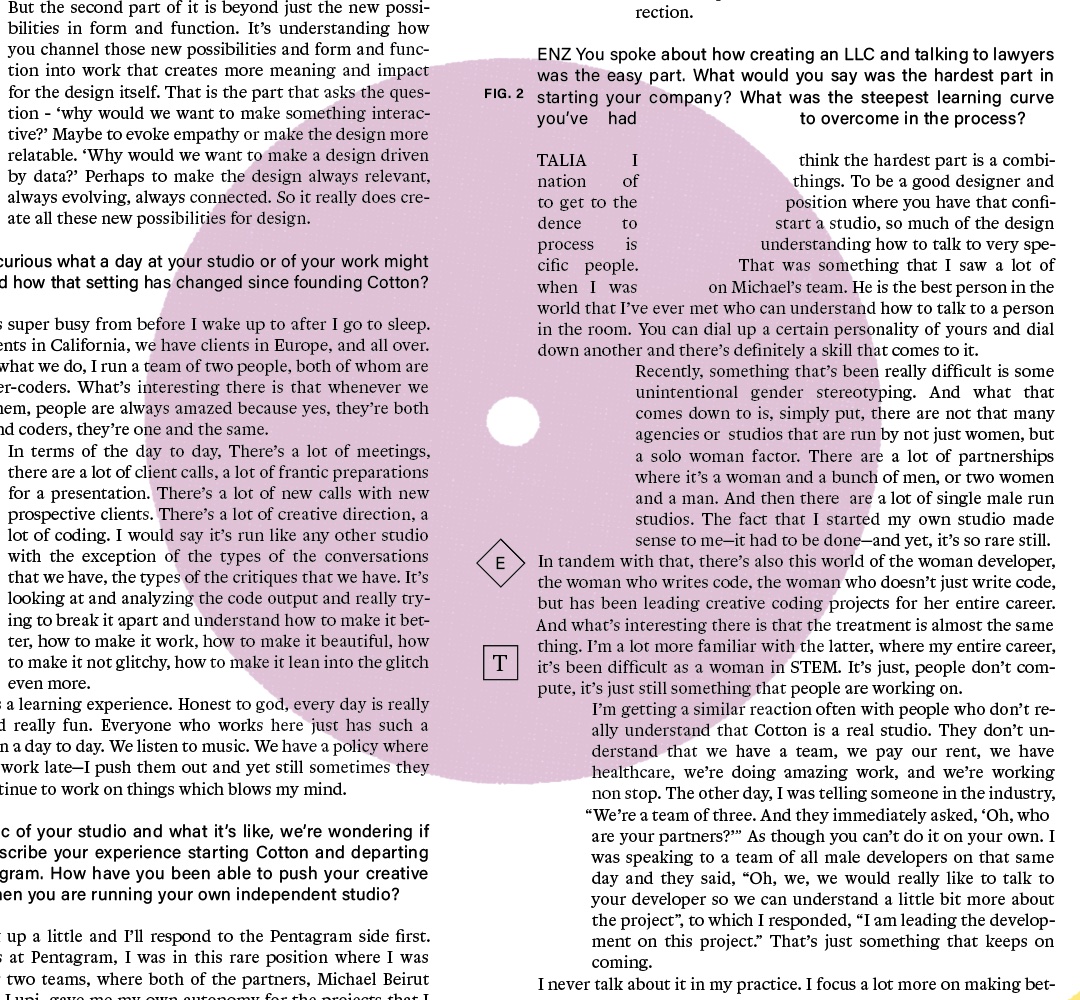 But the second part of it is beyond just the new possi-
bilities in form and function. It's understanding how
you channel those new possibilities and form and func-
tion into work that creates more meaning and impact
for the design itself. That is the part that asks the ques-
tion - ‘why would we want to make something interac-
tive?’ Maybe to evoke empathy or make the design more
relatable. ‘Why would we want to make a design driven
by data?’ Perhaps to make the design always relevant,
always evolving, always connected. So it really does cre-
ate all these new possibilities for design.
curious what a day at your studio or of your work might
how that setting has changed since founding Cotton?
super busy from before I wake up to after I go to sleep.
in California, we have clients in Europe, and all over.
what we do, I run a team of two people, both of whom are
er-coders. What's interesting there is that whenever we
people are always amazed because yes, they're both
coders, they're one and the same.
In terms of the day to day, There's a lot of meetings,
there are a lot of client calls, a lot of frantic preparations
for a presentation. There's a lot of new calls with new
prospective clients. There's a lot of creative direction, a
lot of coding. I would say it's run like any other studio
with the exception of the types of the conversations
that we have, the types of the critiques that we have. It's
looking at and analyzing the code output and really try-
ing to break it apart and understand how to make it bet-
ter, how to make it work, how to make it beautiful, how
to make it not glitchy, how to make it lean into the glitch
even more.
a learning experience. Honest to god, every day is really
really fun. Everyone who works here just has such a
a day to day. We listen to music. We have a policy where
work late—I push them out and yet still sometimes they
tinue to work on things which blows my mind.
c of your studio and what it's like, we're wondering if
scribe your experience starting Cotton and departing
gram. How have you been able to push your creative
en you are running your own independent studio?
up a little and I'll respond to the Pentagram side first.
at Pentagram, I was in this rare position where I was
two teams, where both of the partners, Michael Beirut
Lupi, gave me my own autonomy for the projects that I
FIG. 2
E
T
rection.
ENZ You spoke about how creating an LLC and talking to lawyers
was the easy part. What would you say was the hardest part in
starting your company? What was the steepest learning curve
you've had to overcome in the process?
TALIA I think the hardest part is a combi-
nation of things. To be a good designer and
to get to the position where you have that confi-
dence to start a studio, so much of the design
process is understanding how to talk to very spe-
cific people. That was something that I saw a lot of
when I was on Michael's team. He is the best person in the
world that I've ever met who can understand how to talk to a person
in the room. You can dial up a certain personality of yours and dial
down another and there's definitely a skill that comes to it.
Recently, something that's been really difficult is some
unintentional gender stereotyping. And what that
comes down to is, simply put, there are not that many
agencies or studios that are run by not just women, but
a solo woman factor. There are a lot of partnerships
where it's a woman and a bunch of men, or two women
and a man. And then there are a lot of single male run
studios. The fact that I started my own studio made
sense to me—it had to be done—and yet, it's so rare still.
In tandem with that, there's also this world of the woman developer,
the woman who writes code, the woman who doesn't just write code,
but has been leading creative coding projects for her entire career.
And what's interesting there is that the treatment is almost the same
thing. I'm a lot more familiar with the latter, where my entire career,
it's been difficult as a woman in STEM. It's just, people don't com-
pute, it's just still something that people are working on.
I'm getting a similar reaction often with people who don't re-
ally understand that Cotton is a real studio. They don't un-
derstand that we have a team, we pay our rent, we have
healthcare, we're doing amazing work, and we're working
non stop. The other day, I was telling someone in the industry,
“We're a team of three. And they immediately asked, ‘Oh, who
are your partners?’” As though you can't do it on your own. I
was speaking to a team of all male developers on that same
day and they said, “Oh, we, we would really like to talk to
your developer so we can understand a little bit more about
the project”, to which I responded, “I am leading the develop-
ment on this project.” That's just something that keeps on
coming.
I never talk about it in my practice. I focus a lot more on making bet-